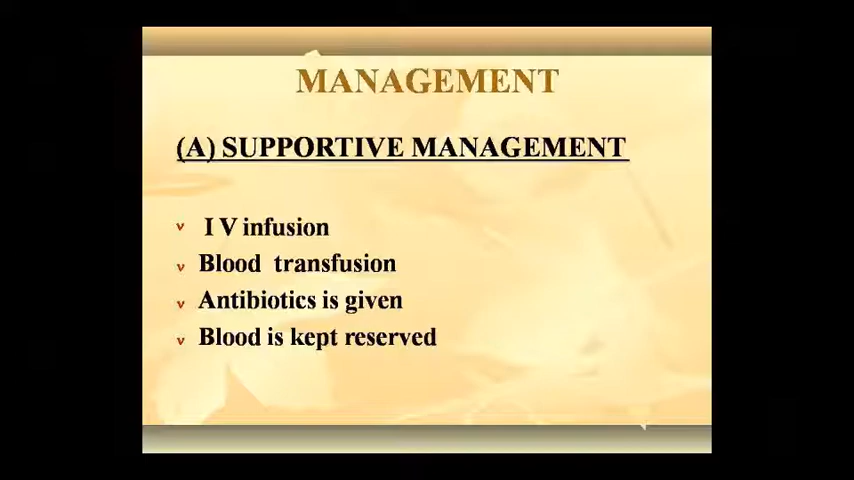 MANAGEMENT
(A) SUPPORTIVE MANAGEMENT
v I V infusion
v Blood transfusion
v Antibiotics is given
v Blood is kept reserved